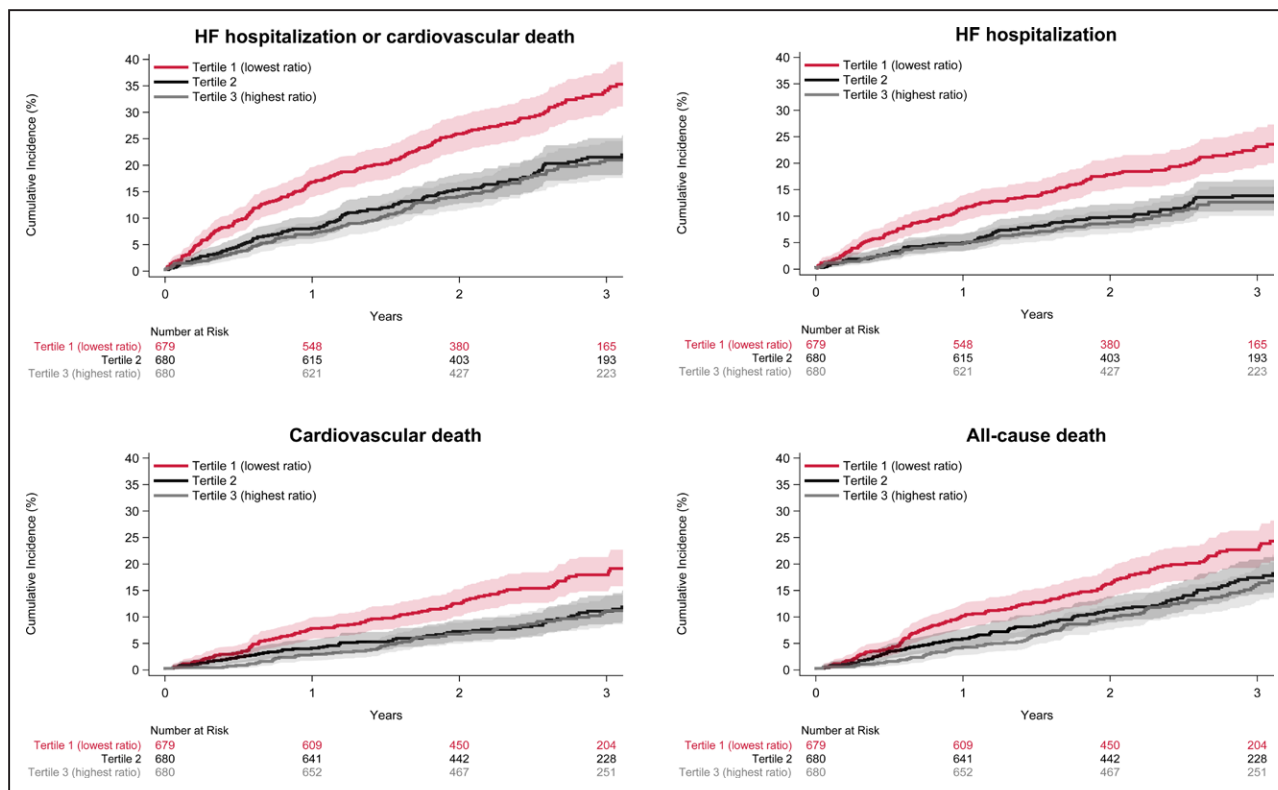 HF hospitalization or cardiovascular death
40
35
30
25
20
15
10
5
0
Cumulative Incidence (%)
Tertile 1 (lowest ratio)
Tertile 2
Tertile 3 (highest ratio)
0 1 2 3
Years
Number at Risk
Tertile 1 (lowest ratio) 679 548 380 165
Tertile 2 680 615 403 193
Tertile 3 (highest ratio) 680 621 427 223
HF hospitalization
40
35
30
25
20
15
10
5
0
Cumulative Incidence (%)
Tertile 1 (lowest ratio)
Tertile 2
Tertile 3 (highest ratio)
0 1 2 3
Years
Number at Risk
Tertile 1 (lowest ratio) 679 548 380 165
Tertile 2 680 615 403 193
Tertile 3 (highest ratio) 680 621 427 223
Cardiovascular death
40
35
30
25
20
15
10
5
0
Cumulative Incidence (%)
Tertile 1 (lowest ratio)
Tertile 2
Tertile 3 (highest ratio)
0 1 2 3
Years
Number at Risk
Tertile 1 (lowest ratio) 679 609 450 204
Tertile 2 680 641 442 228
Tertile 3 (highest ratio) 680 652 467 251
All-cause death
40
35
30
25
20
15
10
5
0
Cumulative Incidence (%)
Tertile 1 (lowest ratio)
Tertile 2
Tertile 3 (highest ratio)
0 1 2 3
Years
Number at Risk
Tertile 1 (lowest ratio) 679 609 450 204
Tertile 2 680 641 442 228
Tertile 3 (highest ratio) 680 652 467 251